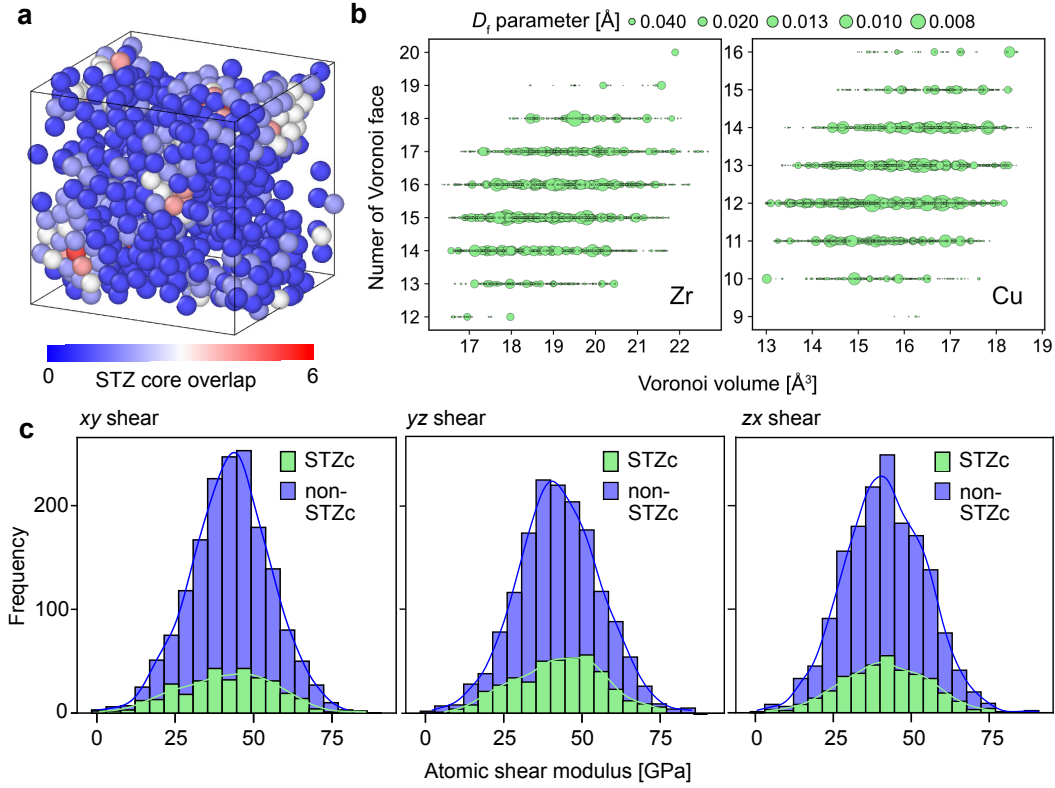 a
0
6
STZ core overlap
b
D_f parameter [Å] 0.040 0.020 0.013 0.010 0.008
Numer of Voronoi face
20
19
18
17
16
15
14
13
12
17 18 19 20 21 22
Zr
16
15
14
13
12
11
10
9
13 14 15 16 17 18 19
Cu
Voronoi volume [Å³]
c
xy shear
yz shear
zx shear
STZc
non-
STZc
STZc
non-
STZc
STZc
non-
STZc
Frequency
200
100
0
0 25 50 75
0 25 50 75
0 25 50 75
Atomic shear modulus [GPa]